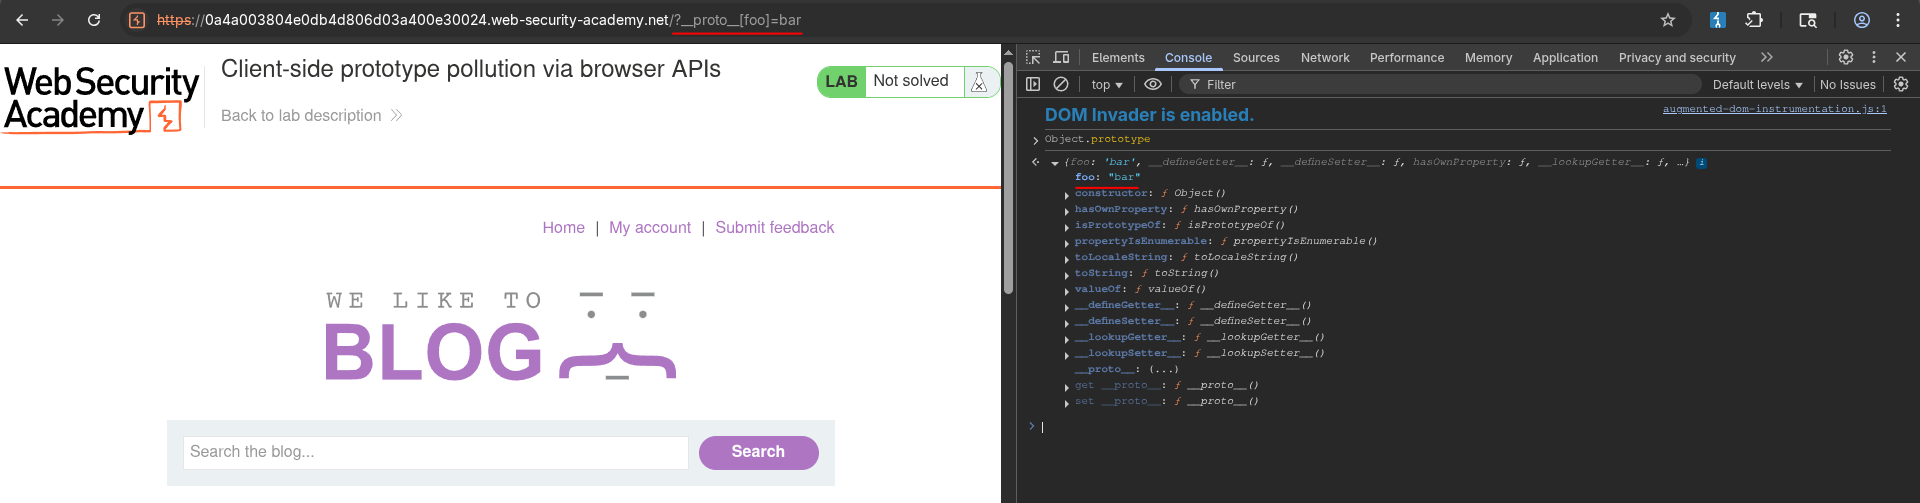 https://0a4a003804e0db4d806d03a400e30024.web-security-academy.net/?__proto__[foo]=bar
Web Security
Academy
Client-side prototype pollution via browser APIs
Back to lab description
LAB Not solved
Home | My account | Submit feedback
WE LIKE TO
BLOG
Search the blog...
Search
Elements Console Sources Network Performance Memory Application Privacy and security
top
Filter
Default levels
No Issues
DOM Invader is enabled.
augmented-dom-instrumentation.js:1
Object.prototype
{foo: 'bar', __defineGetter__: ƒ, __defineSetter__: ƒ, hasOwnProperty: ƒ, __lookupGetter__: ƒ, …}
foo: "bar"
constructor: ƒ Object()
hasOwnProperty: ƒ hasOwnProperty()
isPrototypeOf: ƒ isPrototypeOf()
propertyIsEnumerable: ƒ propertyIsEnumerable()
toLocaleString: ƒ toLocaleString()
toString: ƒ toString()
valueOf: ƒ valueOf()
__defineGetter__: ƒ __defineGetter__()
__defineSetter__: ƒ __defineSetter__()
__lookupGetter__: ƒ __lookupGetter__()
__lookupSetter__: ƒ __lookupSetter__()
__proto__: (...)
get __proto__: ƒ __proto__()
set __proto__: ƒ __proto__()